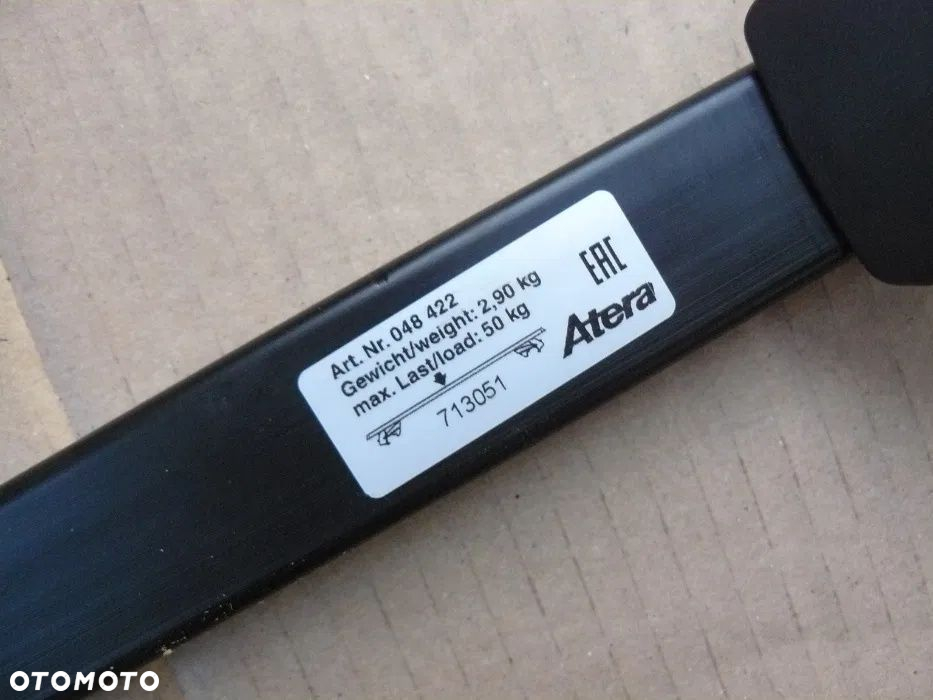 Art. Nr. 048 422
Gewicht/weight: 2,90 kg
max. Last/load: 50 kg
713051
EAC
Atera
OTOMOTO